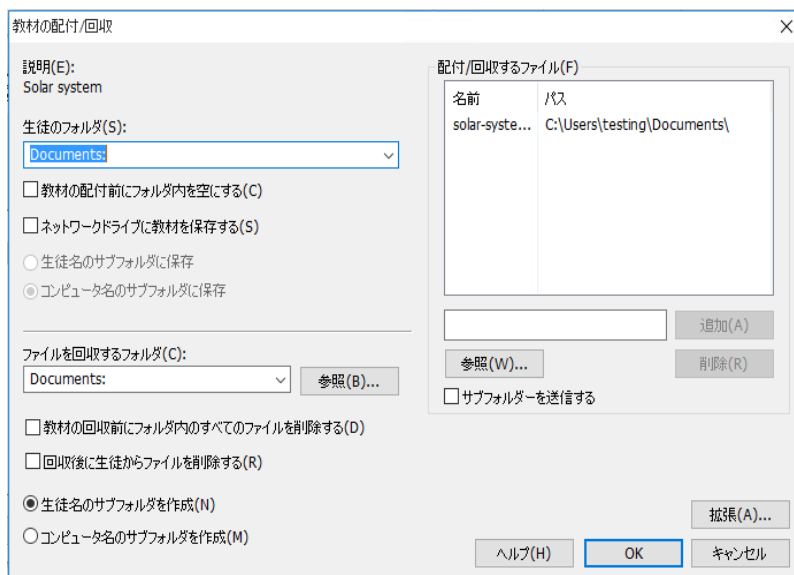 教材の配付/回収
説明(E):
Solar system
生徒のフォルダ(S):
Documents:
教材の配付前にフォルダ内を空にする(C)
ネットワークドライブに教材を保存する(S)
生徒名のサブフォルダに保存
コンピュータ名のサブフォルダに保存
ファイルを回収するフォルダ(C):
Documents:
参照(B)...
教材の回収前にフォルダ内のすべてのファイルを削除する(D)
回収後に生徒からファイルを削除する(R)
生徒名のサブフォルダを作成(N)
コンピュータ名のサブフォルダを作成(M)
配付/回収するファイル(F)
名前 パス
solar-syste... C:\Users\testing\Documents\
追加(A)
参照(W)... 削除(R)
サブフォルダーを送信する
拡張(A)...
ヘルプ(H) OK キャンセル